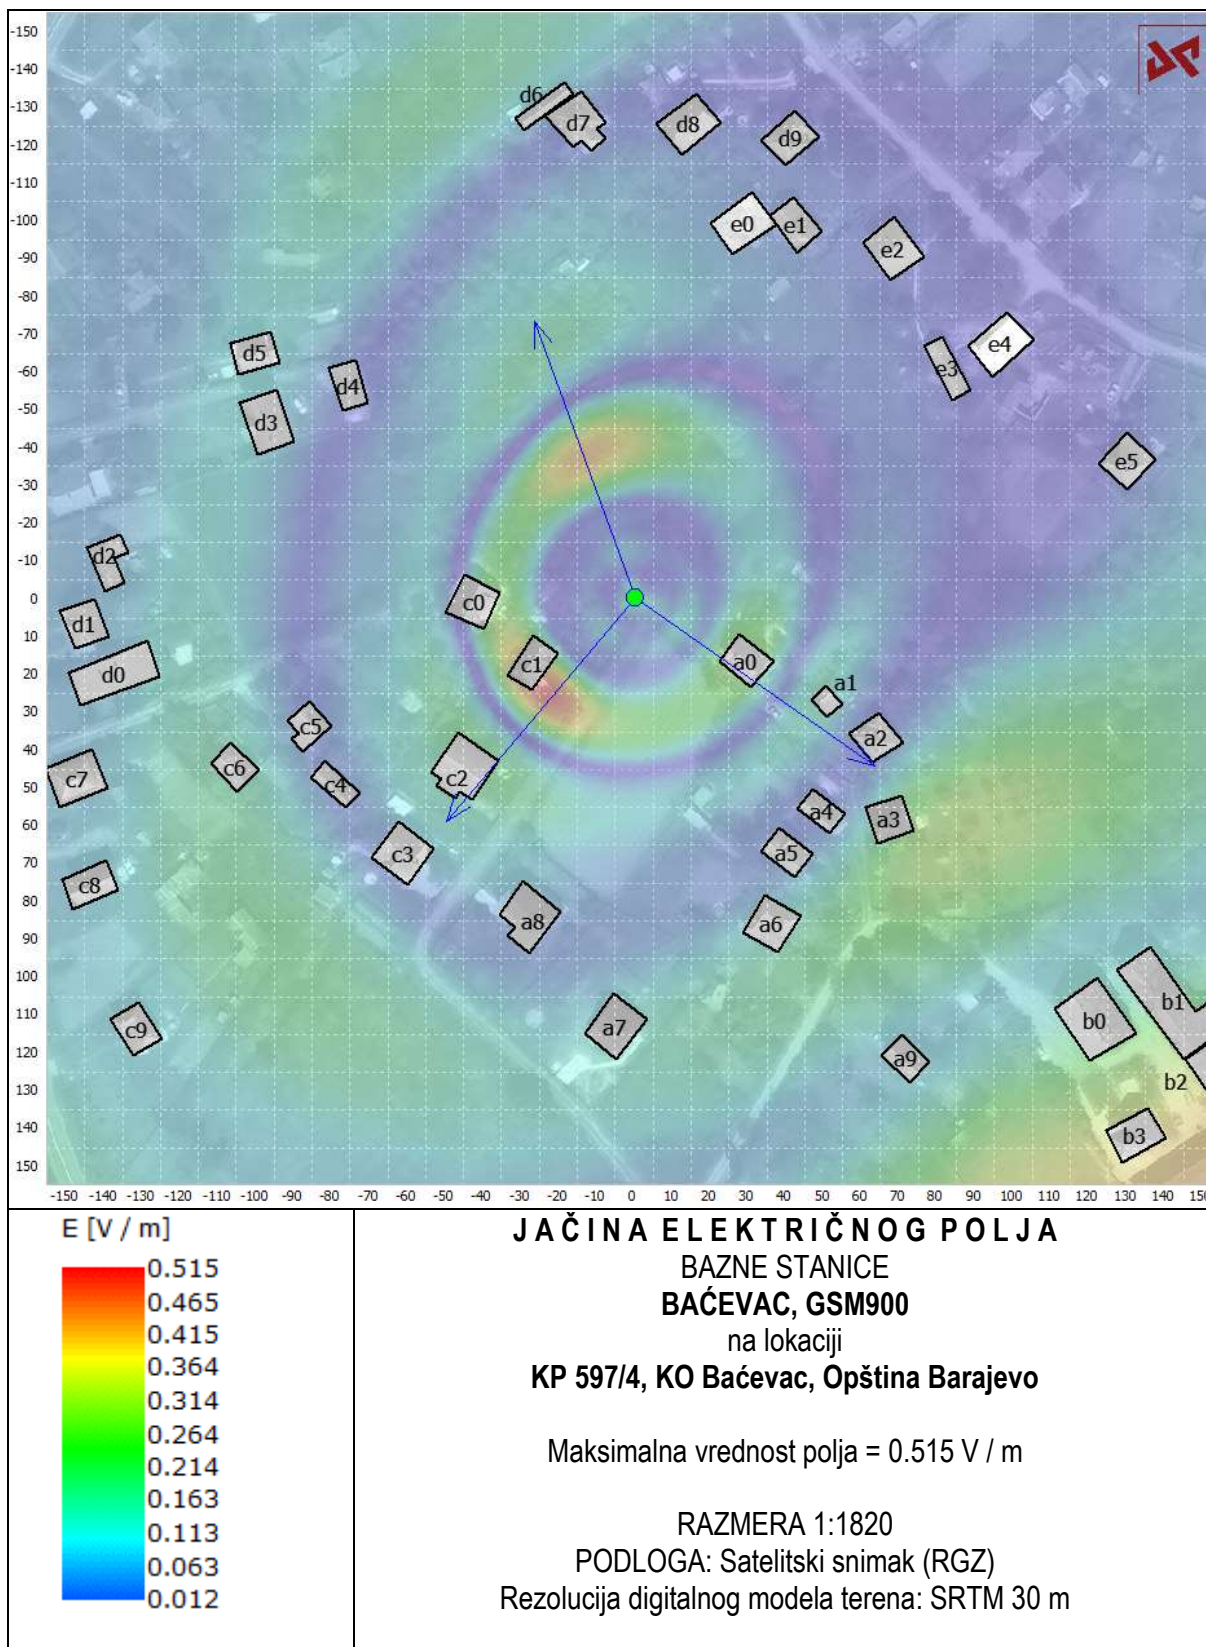 -150
-140
-130
-120
-110
-100
-90
-80
-70
-60
-50
-40
-30
-20
-10
0
10
20
30
40
50
60
70
80
90
100
110
120
130
140
150
d6
d7
d8
d9
e0
e1
e2
e3
e4
e5
d5
d4
d3
d2
d1
d0
c0
c1
a0
a1
a2
c5
c6
c4
c7
c2
c3
a4
a3
a5
c8
a8
a6
c9
a7
a9
b0
b1
b2
b3
-150 -140 -130 -120 -110 -100 -90 -80 -70 -60 -50 -40 -30 -20 -10 0 10 20 30 40 50 60 70 80 90 100 110 120 130 140 150
E [V / m]
0.515
0.465
0.415
0.364
0.314
0.264
0.214
0.163
0.113
0.063
0.012
JAČINA ELEKTRIČNOG POLJA
BAZNE STANICE
BAĆEVAC, GSM900
na lokaciji
KP 597/4, KO Baćevac, Opština Barajevo
Maksimalna vrednost polja = 0.515 V / m
RAZMERA 1:1820
PODLOGA: Satelitski snimak (RGZ)
Rezolucija digitalnog modela terena: SRTM 30 m